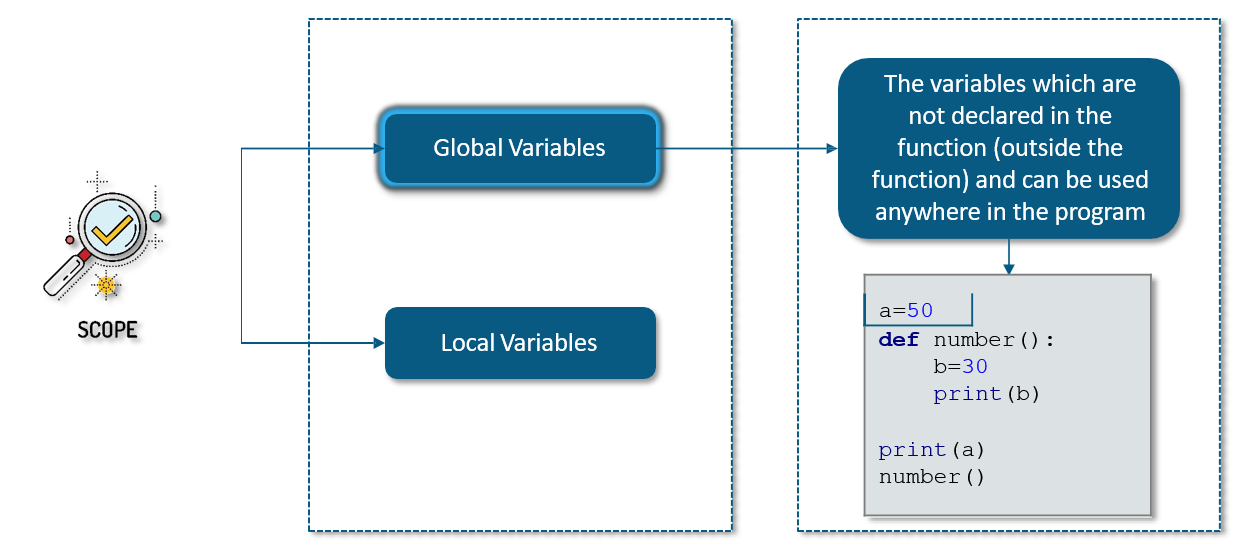 SCOPE
Global Variables
Local Variables
The variables which are
not declared in the
function (outside the
function) and can be used
anywhere in the program
a=50
def number():
    b=30
    print(b)
print(a)
number()